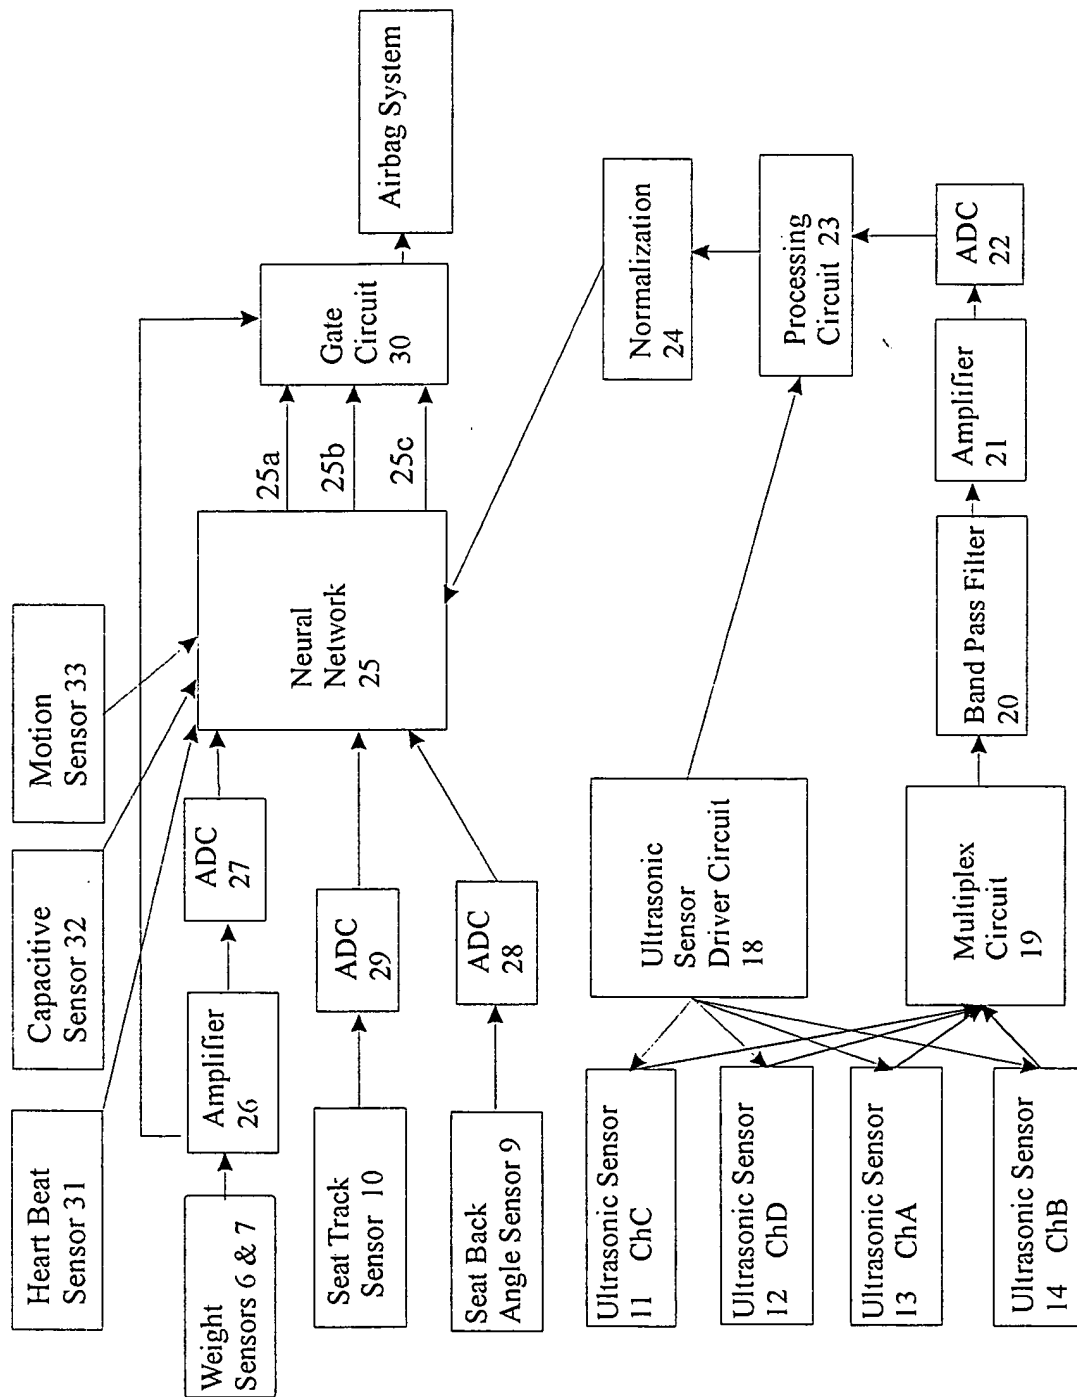 Heart Beat
Sensor 31
Capacitive
Sensor 32
Motion
Sensor 33
Weight
Sensors 6 & 7
Amplifier
26
ADC
27
Seat Track
Sensor 10
ADC
29
Seat Back
Angle Sensor 9
ADC
28
Neural
Network
25
25a
25b
25c
Gate
Circuit
30
Airbag System
Ultrasonic Sensor
11 ChC
Ultrasonic Sensor
12 ChD
Ultrasonic Sensor
13 ChA
Ultrasonic Sensor
14 ChB
Ultrasonic
Sensor
Driver Circuit
18
Multiplex
Circuit
19
Band Pass Filter
20
Amplifier
21
ADC
22
Processing
Circuit 23
Normalization
24